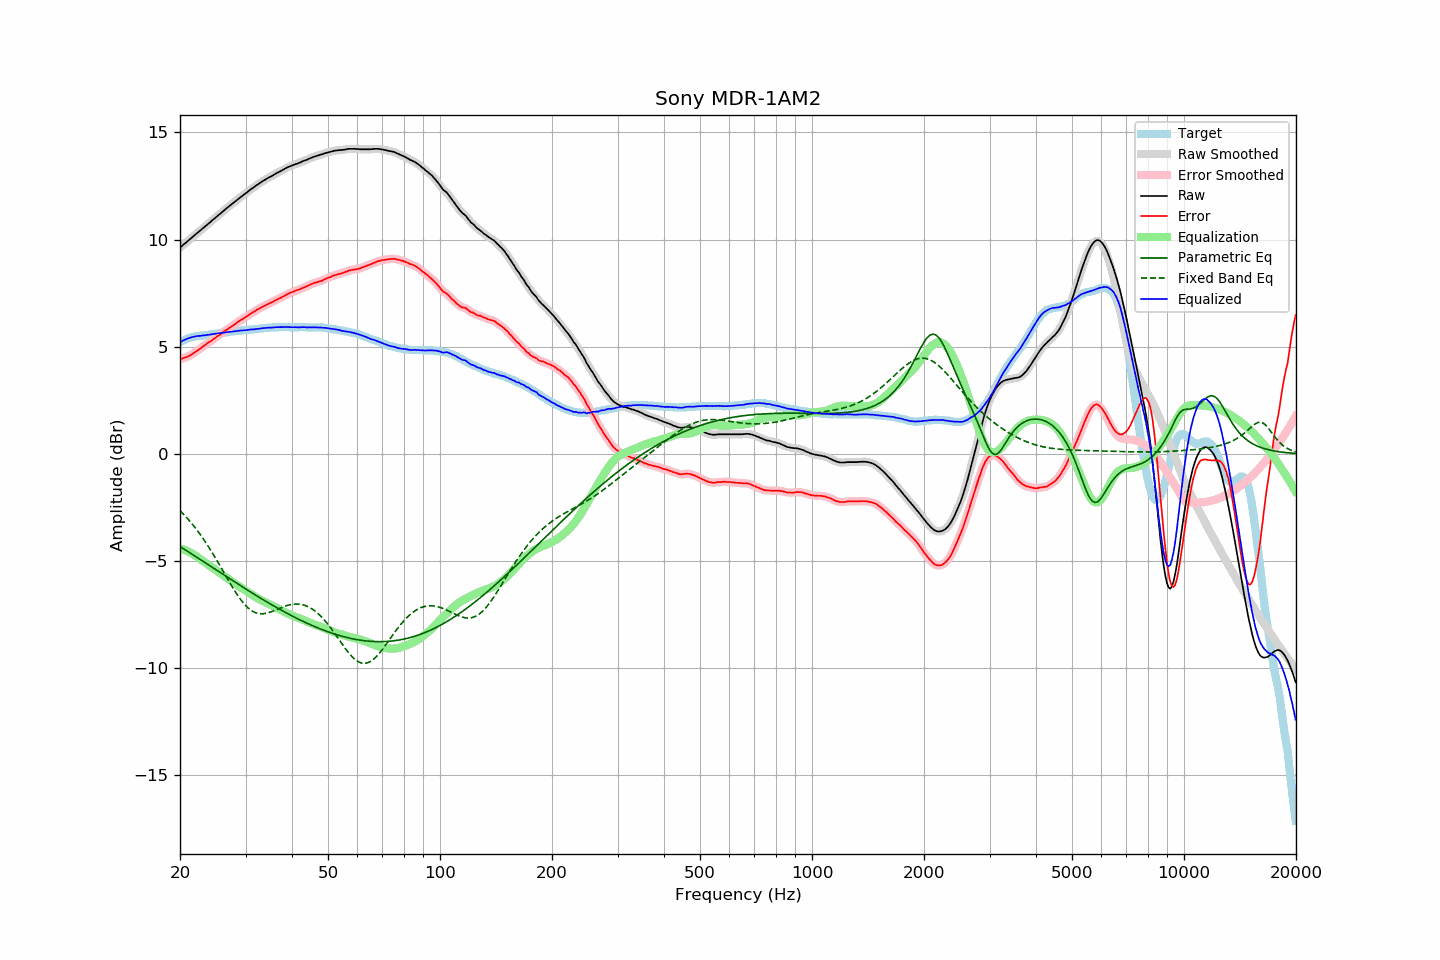 Sony MDR-1AM2
15
10
5
0
−5
−10
−15
Amplitude (dBr)
Target
Raw Smoothed
Error Smoothed
Raw
Error
Equalization
Parametric Eq
Fixed Band Eq
Equalized
20 50 100 200 500 1000 2000 5000 10000 20000
Frequency (Hz)